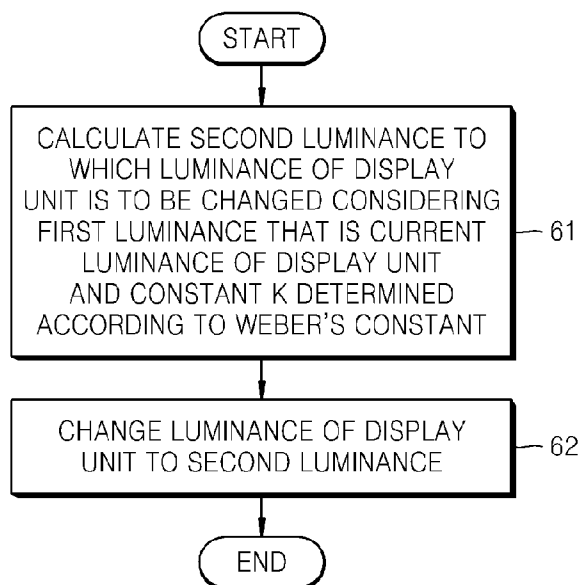 START
CALCULATE SECOND LUMINANCE TO
WHICH LUMINANCE OF DISPLAY
UNIT IS TO BE CHANGED CONSIDERING
FIRST LUMINANCE THAT IS CURRENT
LUMINANCE OF DISPLAY UNIT
AND CONSTANT K DETERMINED
ACCORDING TO WEBER'S CONSTANT
61
CHANGE LUMINANCE OF DISPLAY
UNIT TO SECOND LUMINANCE
62
END